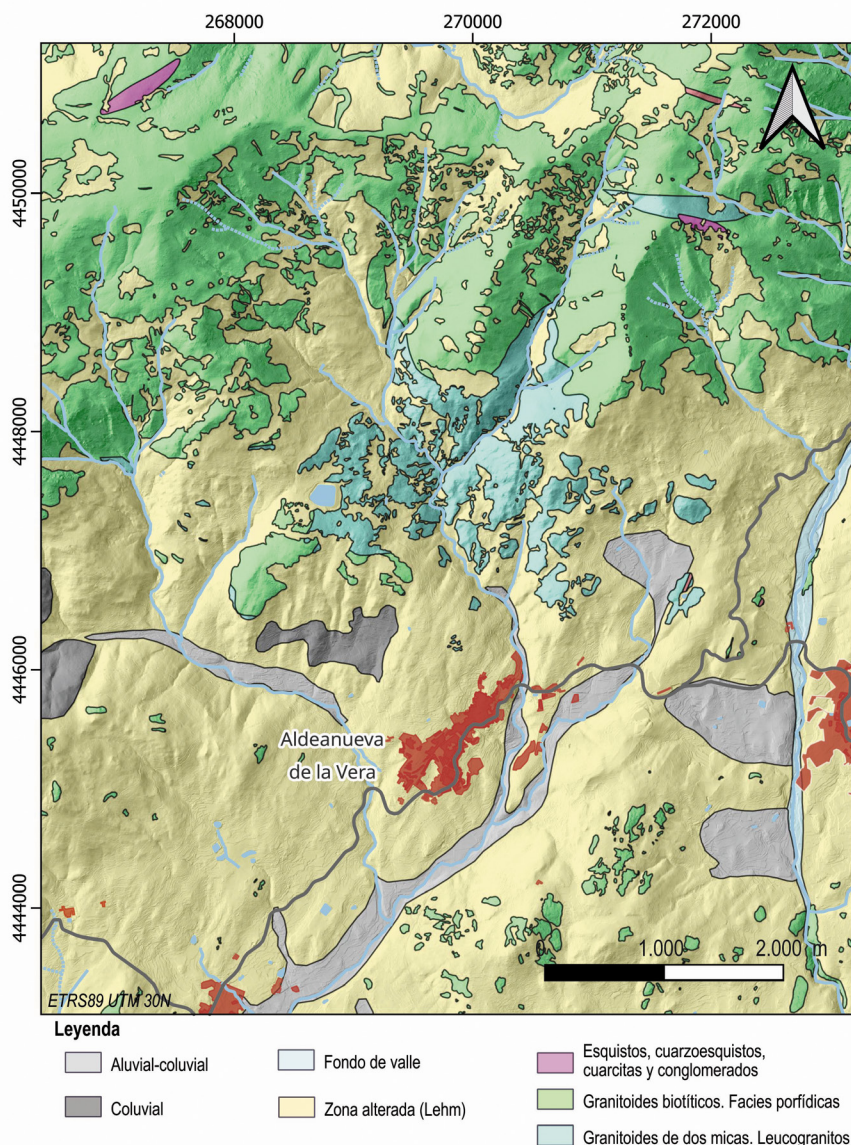 268000 270000 272000
4450000
4448000
4446000
4444000
Aldeanueva
de la Vera
0 1.000 2.000 m
ETRS89 UTM 30N
Leyenda
Aluvial-coluvial
Coluvial
Fondo de valle
Zona alterada (Lehm)
Esquistos, cuarzoesquistos,
cuarcitas y conglomerados
Granitoides biotíticos. Facies porfídicas
Granitoides de dos micas. Leucogranitos